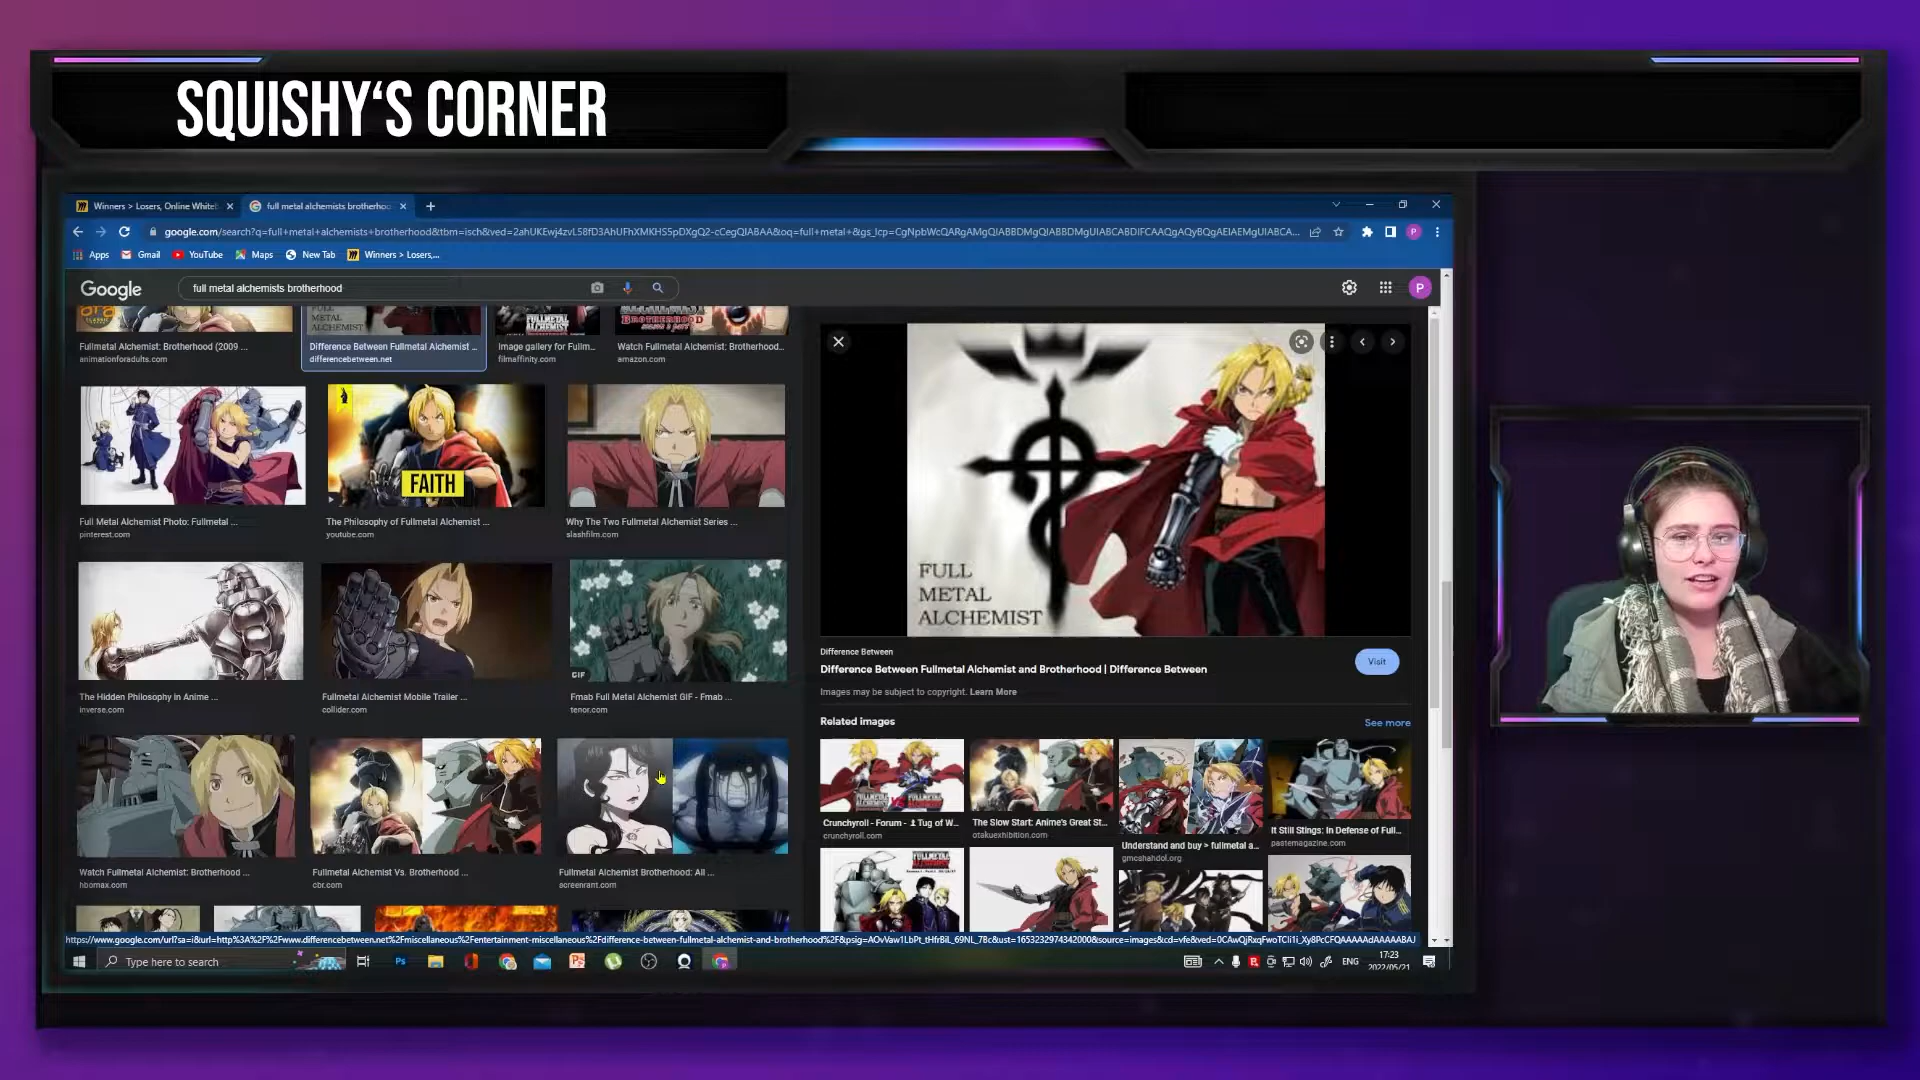 SQUISHY'S CORNER
Winners > Losers, Online Whiteb
full metal alchemists brotherhoo
Apps
Gmail
YouTube
Maps
New Tab
Winners > Losers,...
Google
full metal alchemists brotherhood
P
FULL
METAL
ALCHEMIST
Fullmetal Alchemist: Brotherhood (2009 ...
animationforadults.com
Difference Between Fullmetal Alchemist ...
differencebetween.net
Image gallery for Fullm...
filmaffinity.com
Watch Fullmetal Alchemist: Brotherhood...
amazon.com
FAITH
Full Metal Alchemist Photo: Fullmetal ...
pinterest.com
The Philosophy of Fullmetal Alchemist ...
youtube.com
Why The Two Fullmetal Alchemist Series ...
slashfilm.com
GIF
The Hidden Philosophy in Anime ...
inverse.com
Fullmetal Alchemist Mobile Trailer ...
collider.com
Fmab Full Metal Alchemist GIF - Fmab ...
tenor.com
Watch Fullmetal Alchemist: Brotherhood ...
hbomax.com
Fullmetal Alchemist Vs. Brotherhood ...
cbr.com
Fullmetal Alchemist Brotherhood: All ...
screenrant.com
FULL
METAL
ALCHEMIST
Difference Between
Difference Between Fullmetal Alchemist and Brotherhood | Difference Between
Visit
Images may be subject to copyright. Learn More
Related images
See more
Crunchyroll - Forum - Tug of W...
crunchyroll.com
The Slow Start: Anime's Great St...
otakuexhibition.com
Understand and buy > fullmetal a...
gmcshahdol.org
It Still Stings: In Defense of Full...
pastemagazine.com
Type here to search
ENG
17:23
2022/05/21